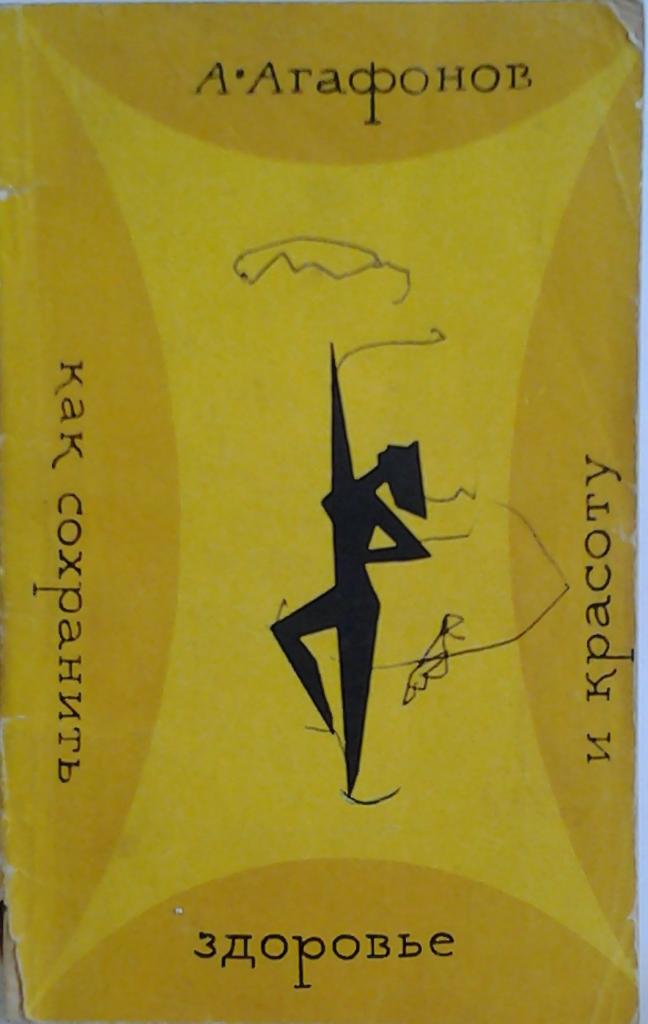 А·Агафонов
как сохранить
здоровье
и красоту